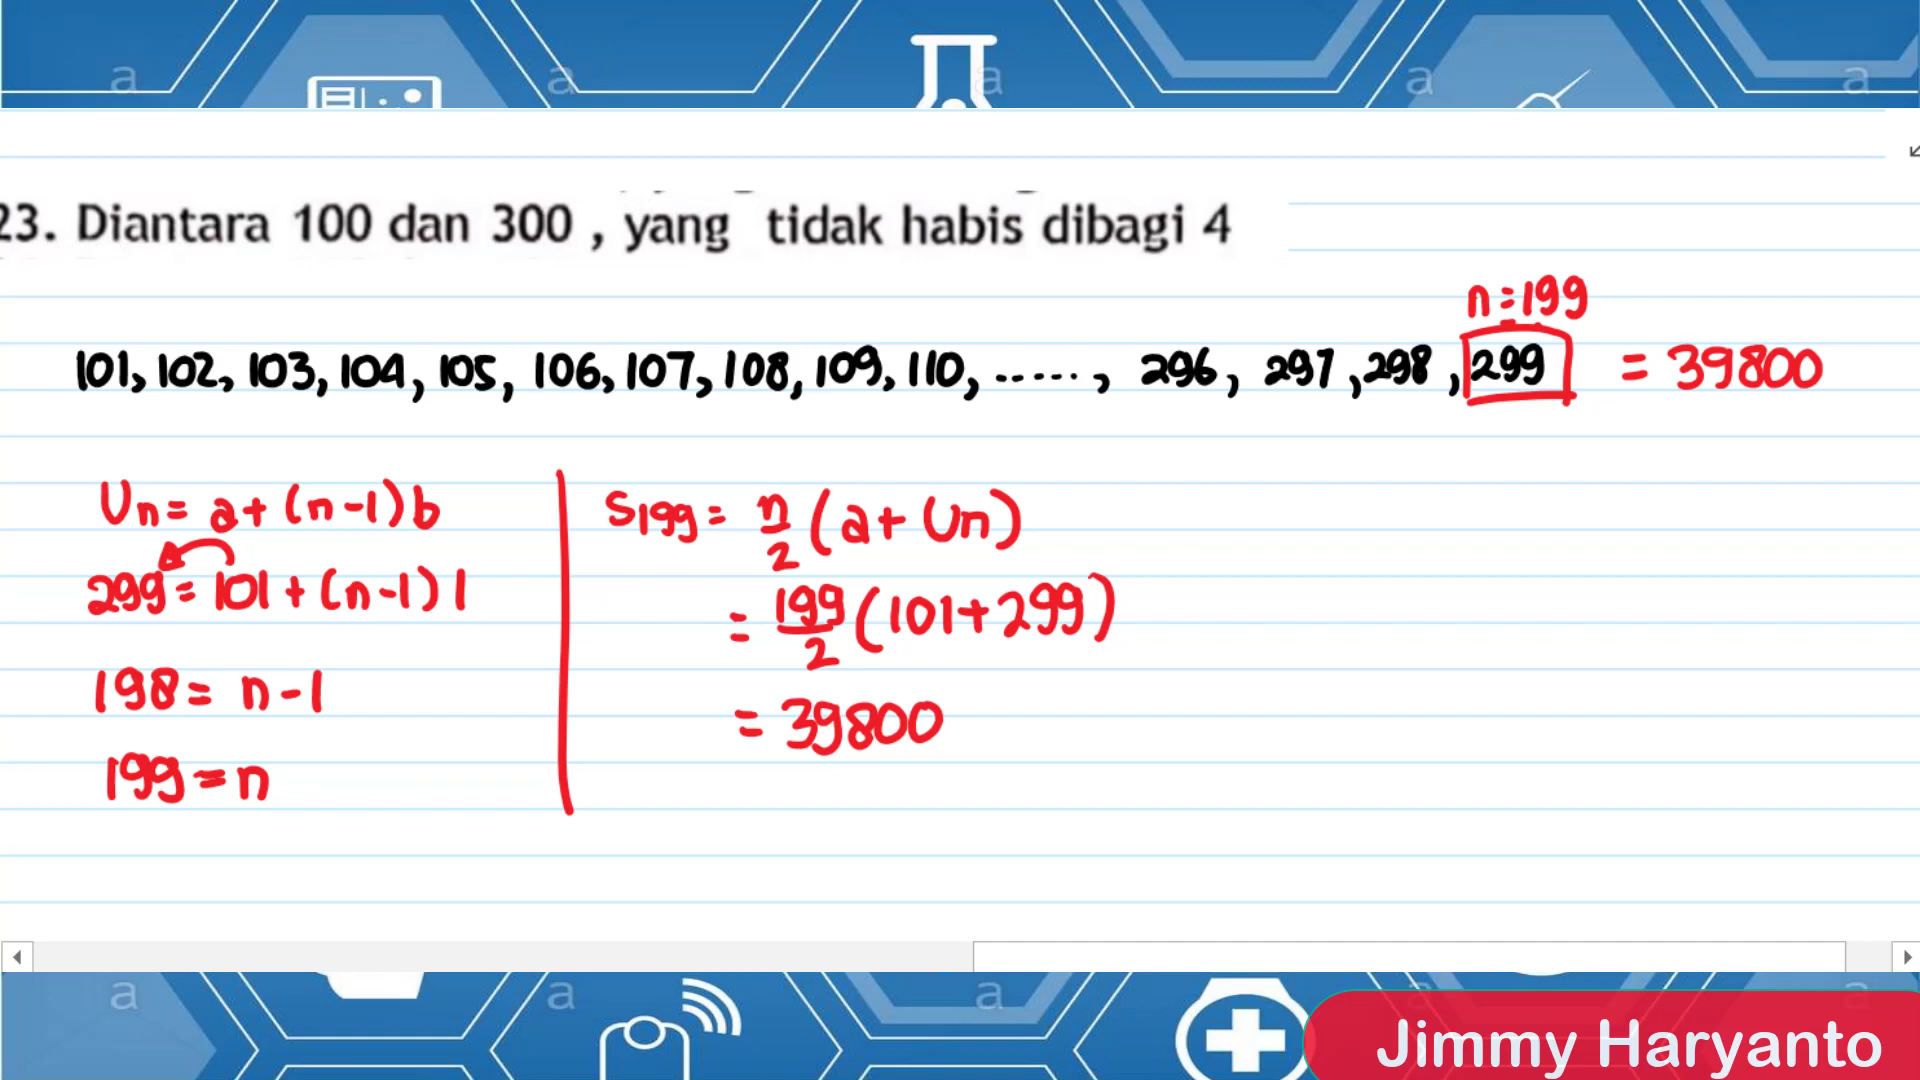 a a a a a
23. Diantara 100 dan 300 , yang tidak habis dibagi 4
n = 199
101, 102, 103, 104, 105, 106, 107, 108, 109, 110, ....., 296, 297, 298, 299 = 39800
Un = a + (n-1) b
299 = 101 + (n-1) 1
198 = n - 1
199 = n
S199 = n/2 (a + Un)
= 199/2 (101 + 299)
= 39800
a a a
Jimmy Haryanto